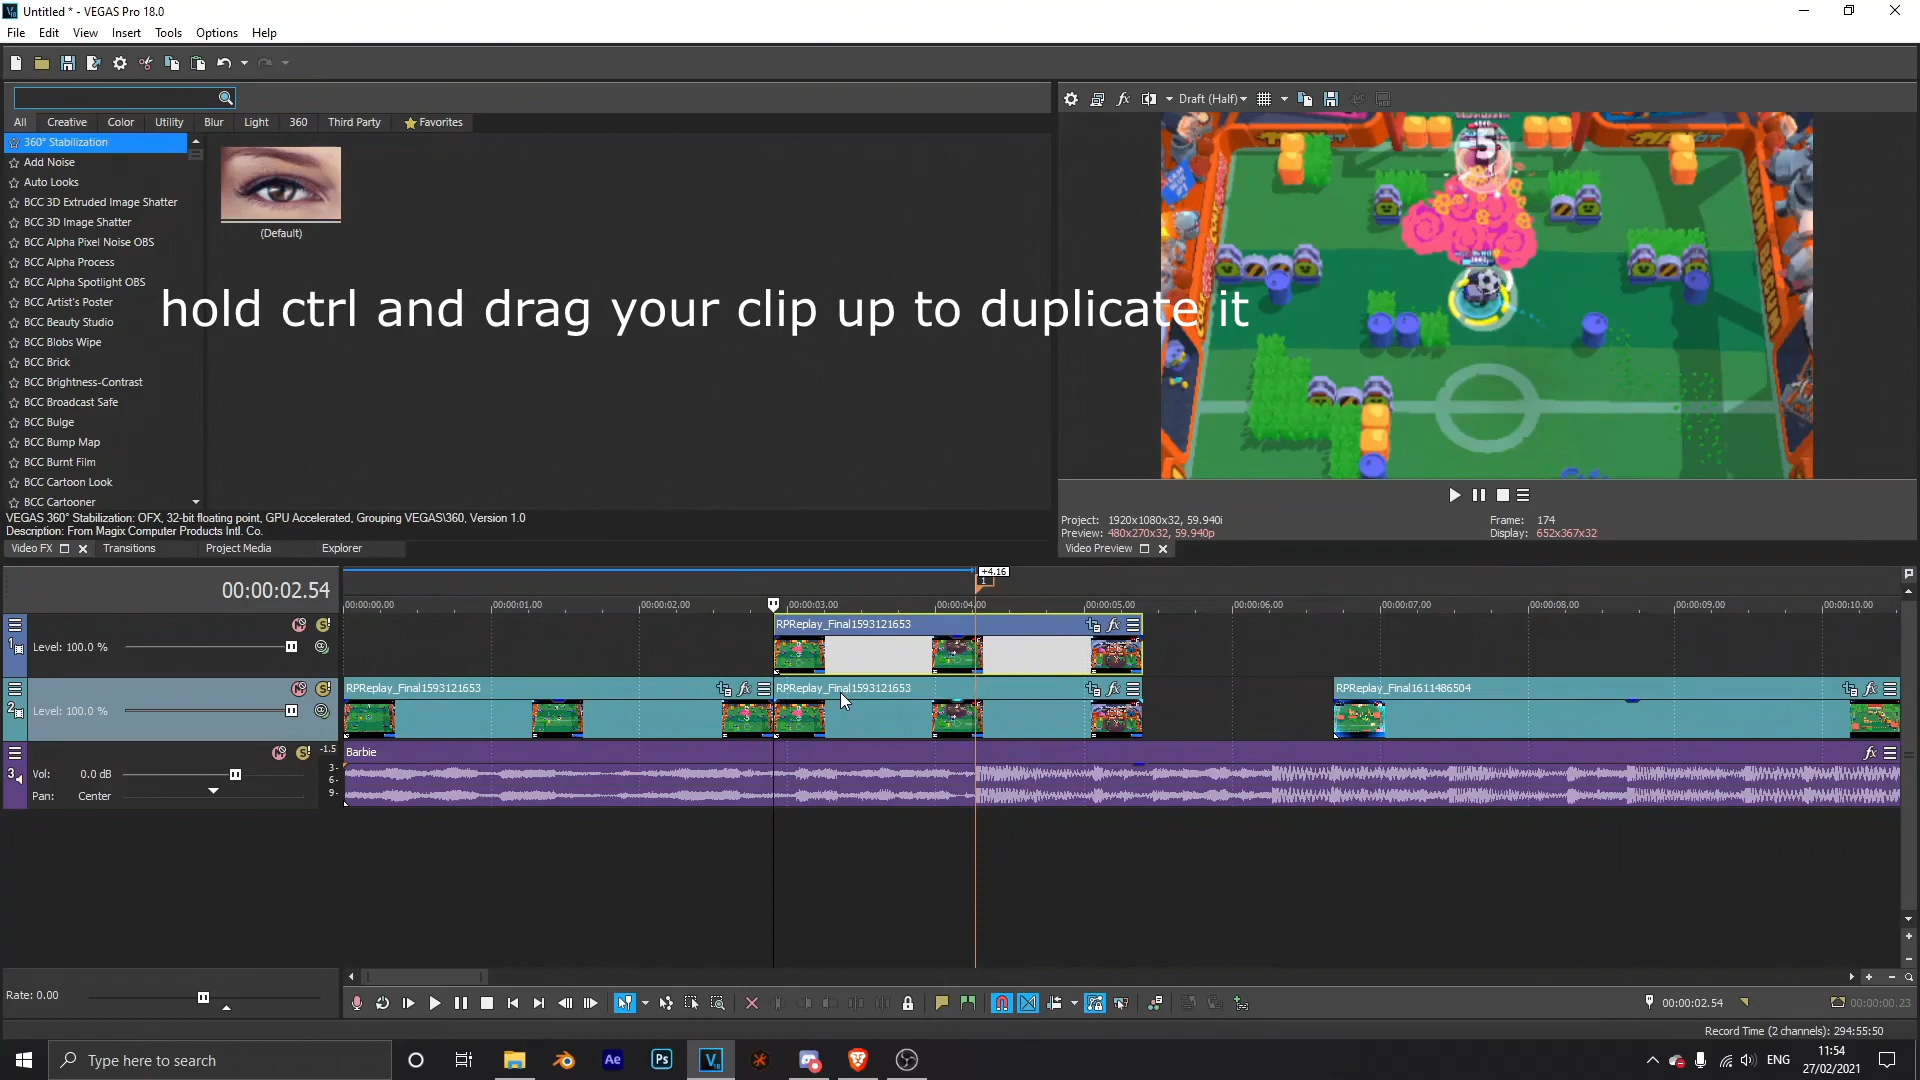 Untitled * - VEGAS Pro 18.0
File Edit View Insert Tools Options Help
Draft (Half)
All Creative Color Utility Blur Light 360 Third Party Favorites
360° Stabilization
Add Noise
Auto Looks
BCC 3D Extruded Image Shatter
BCC 3D Image Shatter
BCC Alpha Pixel Noise OBS
BCC Alpha Process
BCC Alpha Spotlight OBS
BCC Artist's Poster
BCC Beauty Studio
BCC Blobs Wipe
BCC Brick
BCC Brightness-Contrast
BCC Broadcast Safe
BCC Bulge
BCC Bump Map
BCC Burnt Film
BCC Cartoon Look
BCC Cartooner
(Default)
hold ctrl and drag your clip up to duplicate it
5
VEGAS 360° Stabilization: OFX, 32-bit floating point, GPU Accelerated, Grouping VEGAS\360, Version 1.0
Description: From Magix Computer Products Intl. Co.
Video FX Transitions Project Media Explorer
Project: 1920x1080x32, 59.940i Frame: 174
Preview: 480x270x32, 59.940p Display: 652x367x32
Video Preview
00:00:02.54
+4.16
1
00:00:00.00 00:00:01.00 00:00:02.00 00:00:03.00 00:00:04.00 00:00:05.00 00:00:06.00 00:00:07.00 00:00:08.00 00:00:09.00 00:00:10.00
1 Level: 100.0 %
RPReplay_Final1593121653
2 Level: 100.0 %
RPReplay_Final1593121653 RPReplay_Final1593121653 RPReplay_Final1611486504
3 Vol: 0.0 dB
Pan: Center
-1.5
3-
6-
9-
Barbie
Rate: 0.00
00:00:02.54 00:00:00.23
Record Time (2 channels): 294:55:50
Type here to search
Ae Ps V
ENG
11:54
27/02/2021